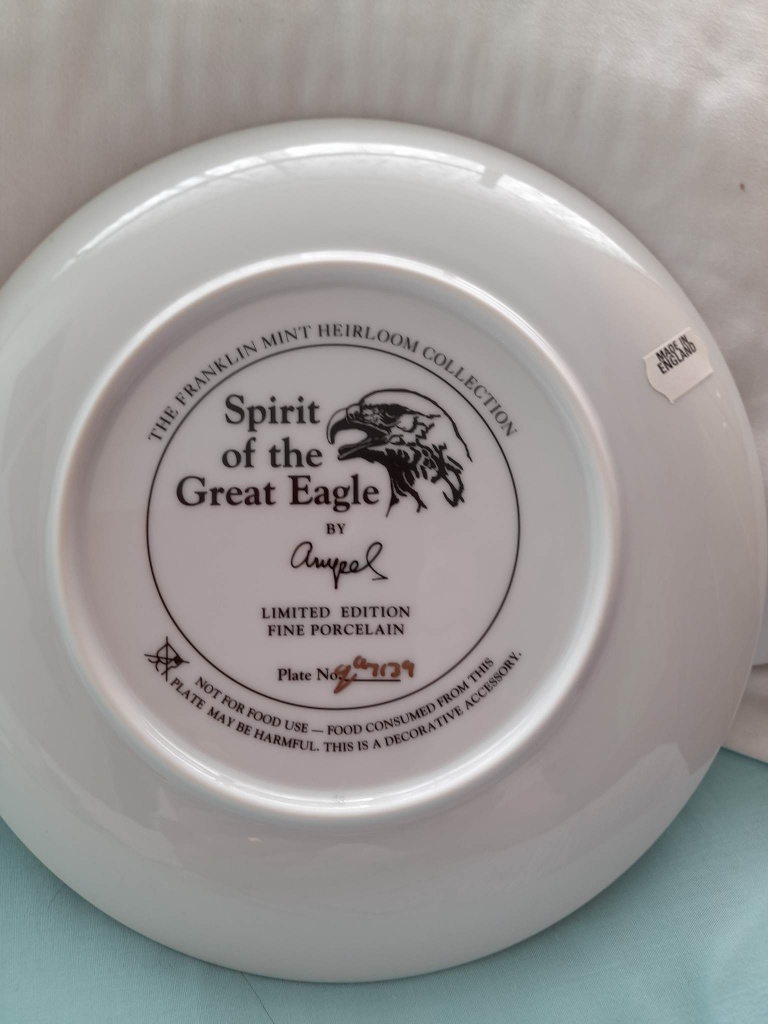 THE FRANKLIN MINT HEIRLOOM COLLECTION
Spirit
of the
Great Eagle
BY
LIMITED EDITION
FINE PORCELAIN
Plate No.
NOT FOR FOOD USE — FOOD CONSUMED FROM THIS
PLATE MAY BE HARMFUL. THIS IS A DECORATIVE ACCESSORY.
MADE IN
ENGLAND